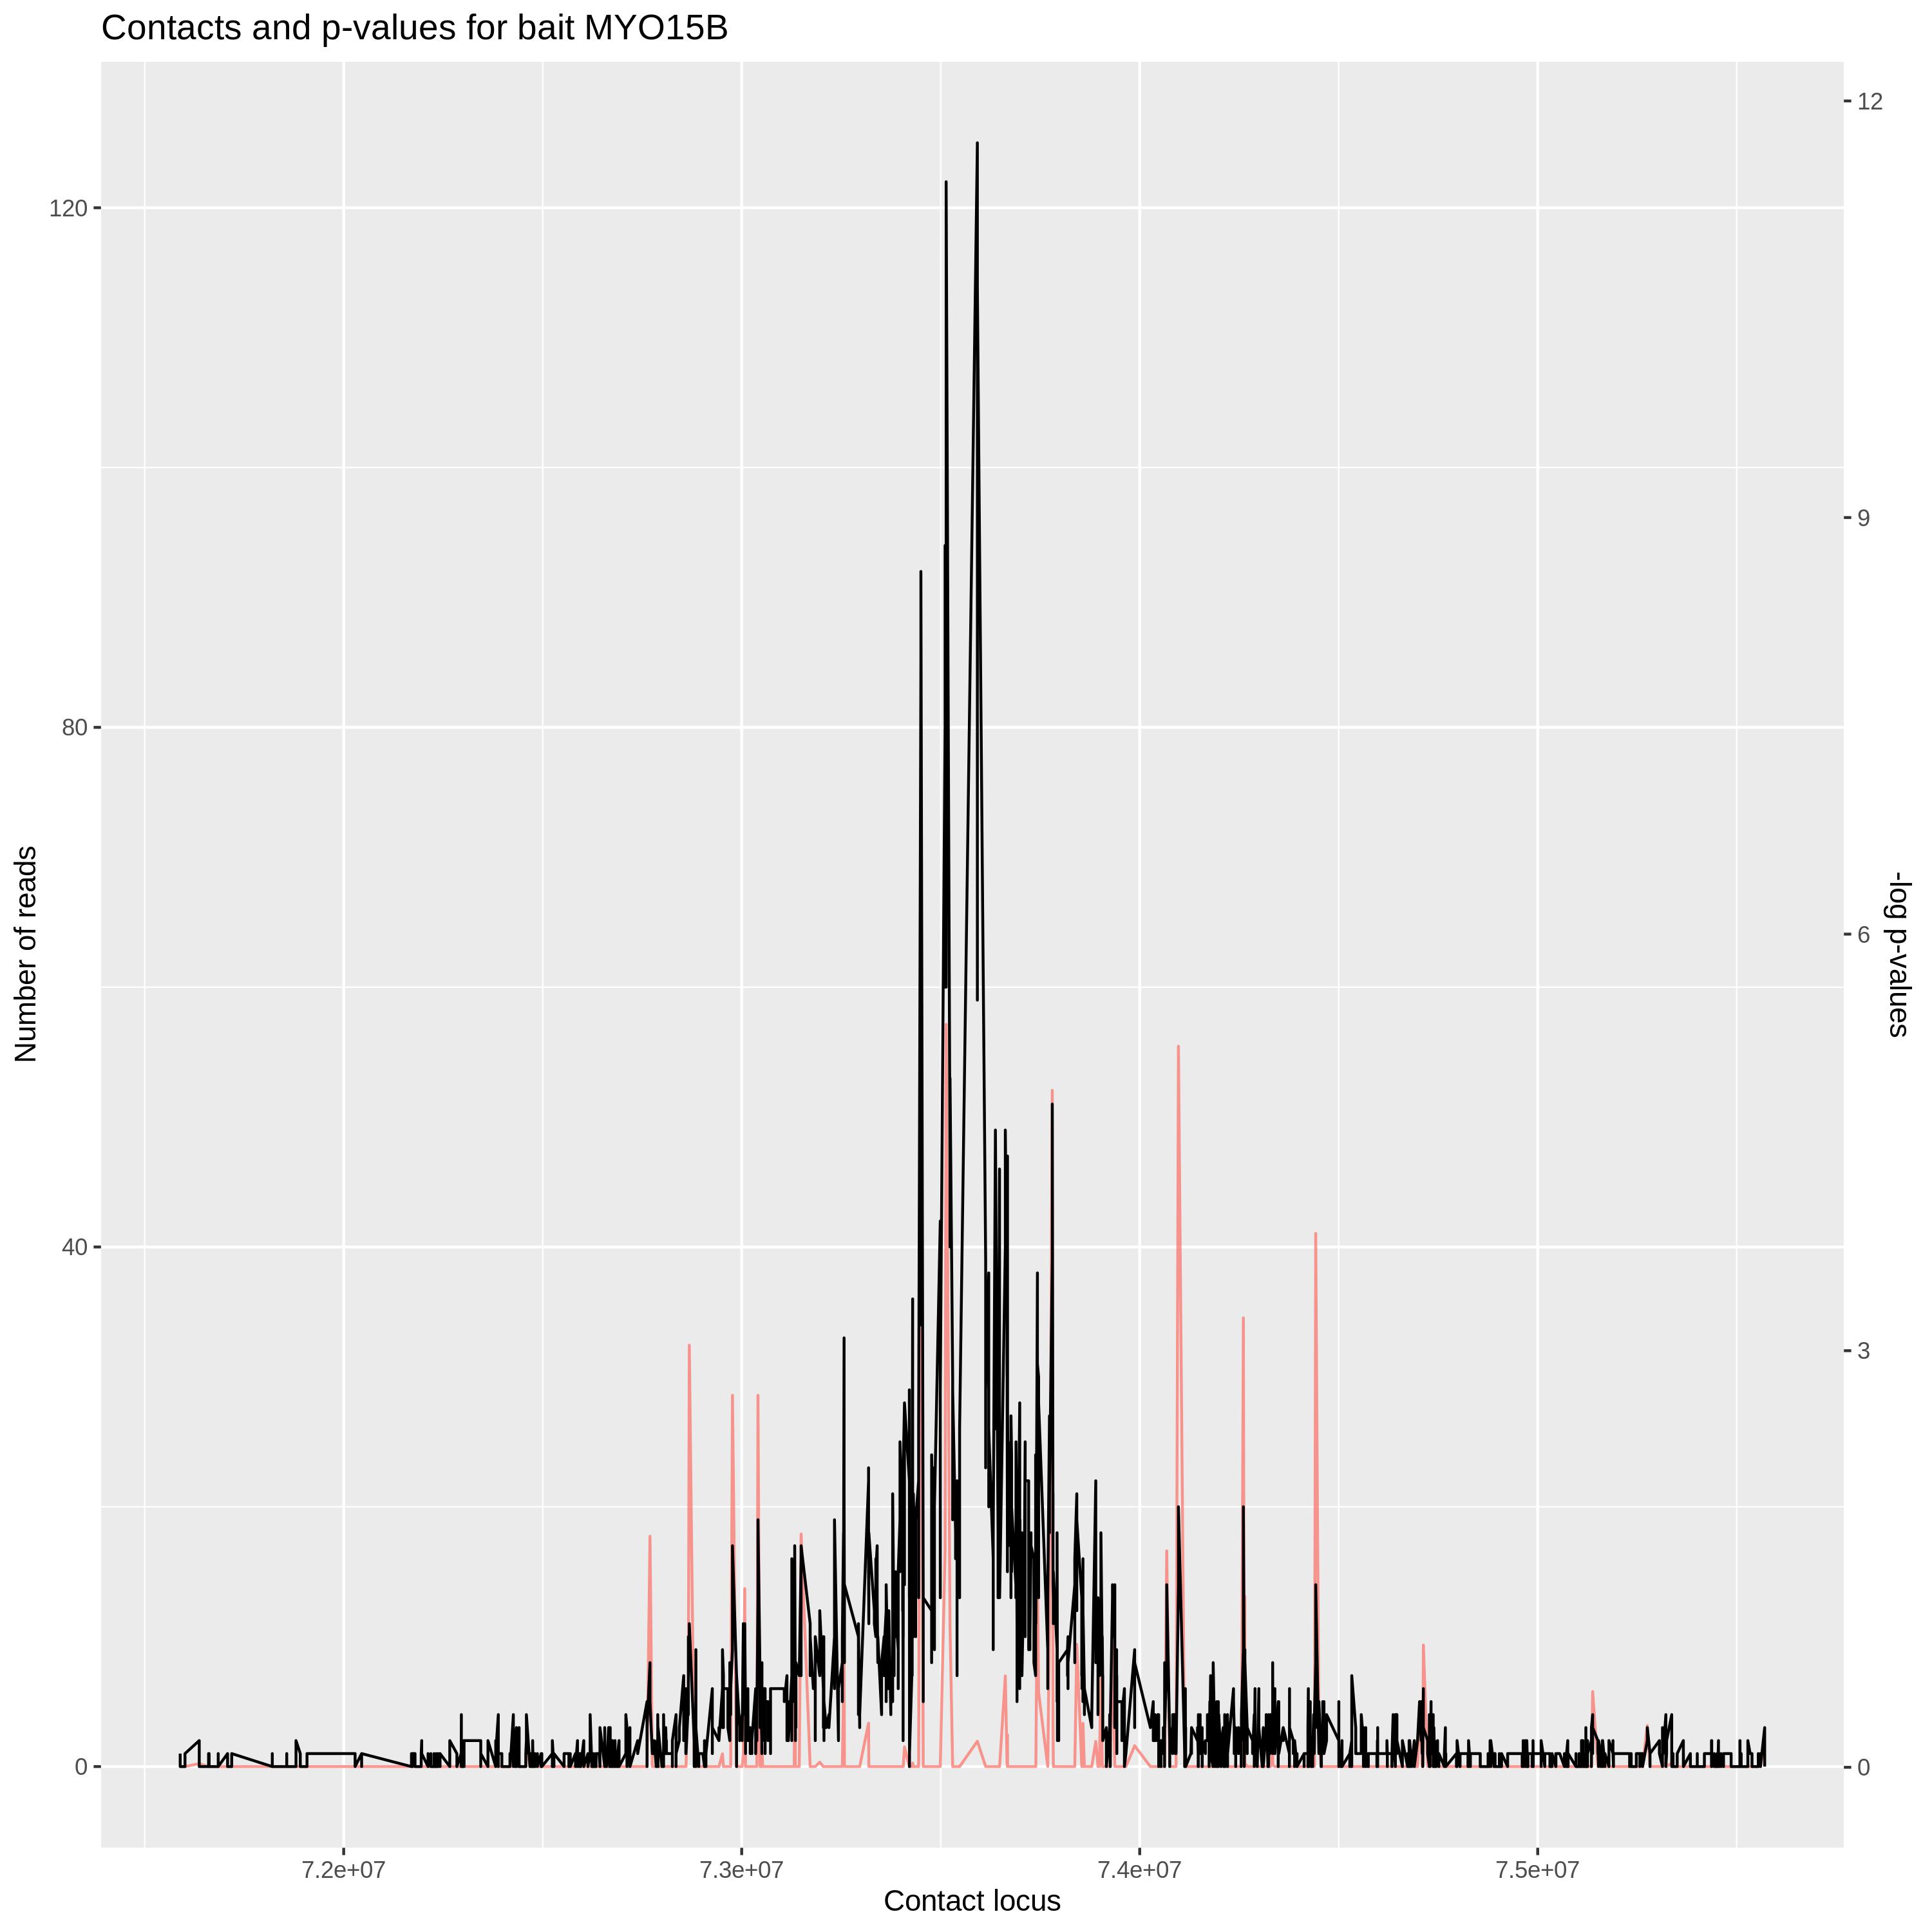 Contacts and p-values for bait MYO15B
120
80
40
0
12
9
6
3
0
Number of reads
-log p-values
7.2e+07 7.3e+07 7.4e+07 7.5e+07
Contact locus